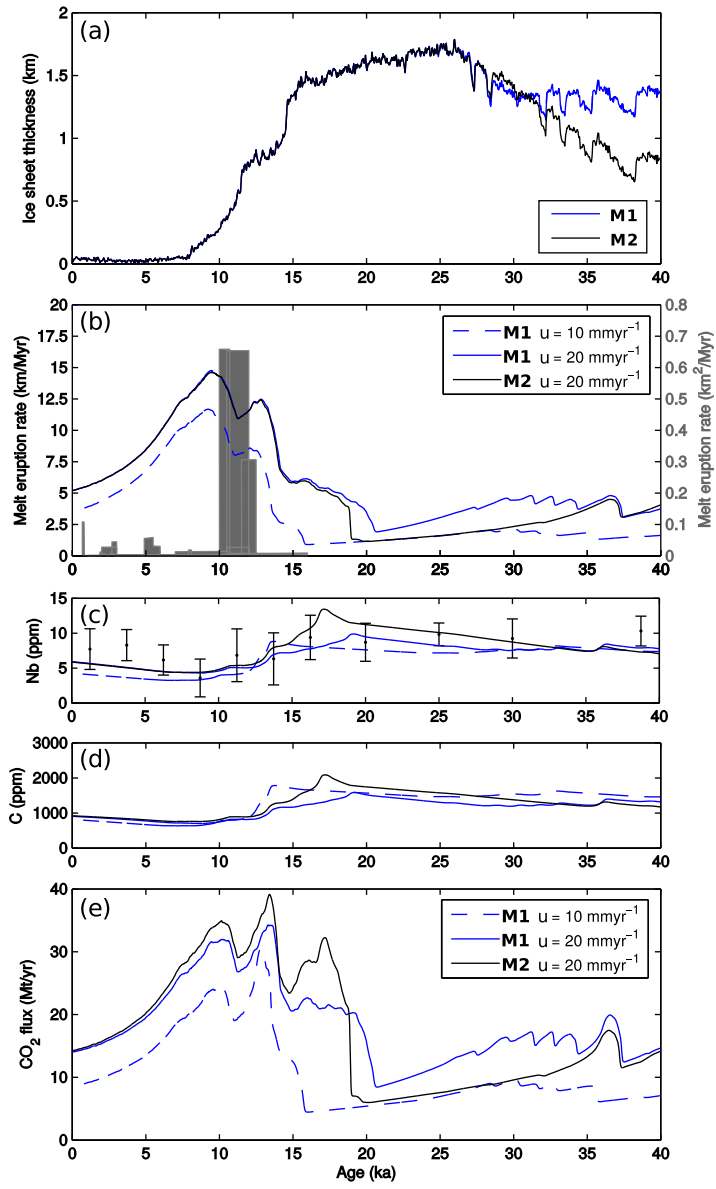 (a)
Ice sheet thickness (km)
2
1.5
1
0.5
0
M1
M2
0 5 10 15 20 25 30 35 40
(b)
Melt eruption rate (km/Myr)
20
17.5
15
12.5
10
7.5
5
2.5
0
M1 u = 10 mmyr⁻¹
M1 u = 20 mmyr⁻¹
M2 u = 20 mmyr⁻¹
0.8
0.7
0.6
0.5
0.4
0.3
0.2
0.1
0
Melt eruption rate (km²/Myr)
0 5 10 15 20 25 30 35 40
(c)
Nb (ppm)
15
10
5
0
0 5 10 15 20 25 30 35 40
(d)
C (ppm)
3000
2000
1000
0
0 5 10 15 20 25 30 35 40
(e)
CO₂ flux (Mt/yr)
40
30
20
10
0
M1 u = 10 mmyr⁻¹
M1 u = 20 mmyr⁻¹
M2 u = 20 mmyr⁻¹
0 5 10 15 20 25 30 35 40
Age (ka)